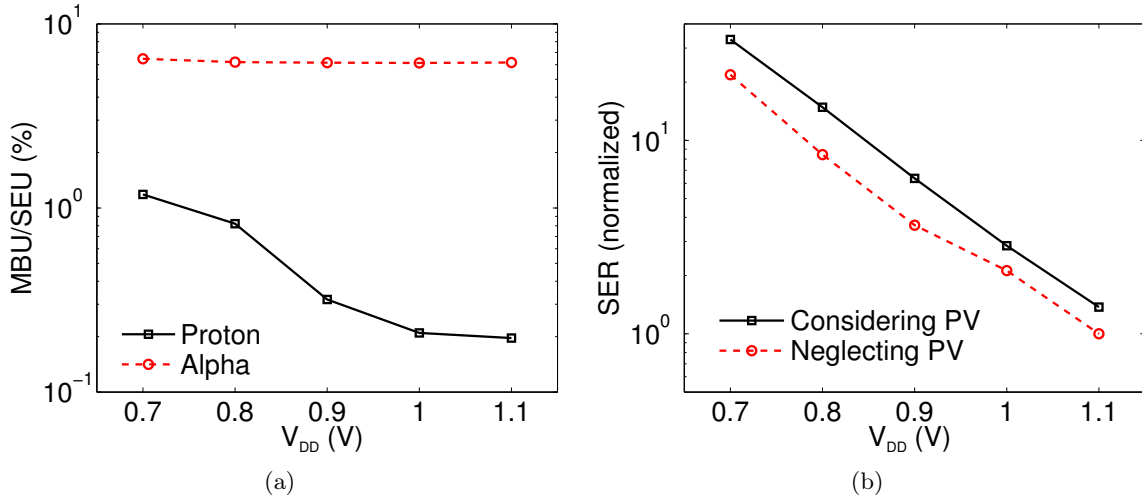 MBU/SEU (%)
10^1
10^0
10^-1
Proton
Alpha
0.7 0.8 0.9 1 1.1
V_DD (V)
(a)
SER (normalized)
10^1
10^0
Considering PV
Neglecting PV
0.7 0.8 0.9 1 1.1
V_DD (V)
(b)